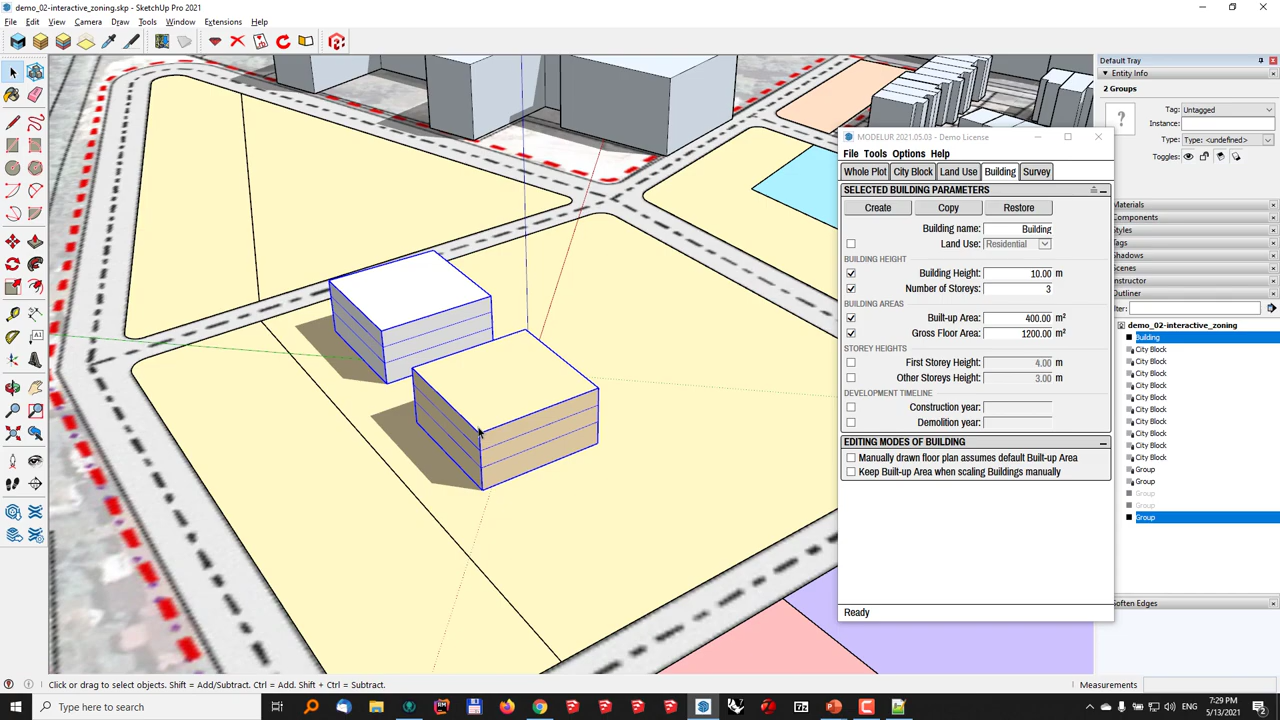 demo_02-interactive_zoning.skp - SketchUp Pro 2021
File Edit View Camera Draw Tools Window Extensions Help
Default Tray
Entity Info
2 Groups
Tag: Untagged
Instance:
Type: Type: <undefined>
Toggles:
Materials
Components
Styles
Tags
Shadows
Scenes
Instructor
Outliner
demo_02-interactive_zoning
Building
City Block
City Block
City Block
City Block
City Block
City Block
City Block
City Block
City Block
City Block
Group
Group
Group
Group
Group
Soften Edges
MODELUR 2021.05.03 - Demo License
File Tools Options Help
Whole Plot City Block Land Use Building Survey
SELECTED BUILDING PARAMETERS
Create Copy Restore
Building name: Building
Land Use: Residential
BUILDING HEIGHT
Building Height: 10.00 m
Number of Storeys: 3
BUILDING AREAS
Built-up Area: 400.00 m²
Gross Floor Area: 1200.00 m²
STOREY HEIGHTS
First Storey Height: 4.00 m
Other Storeys Height: 3.00 m
DEVELOPMENT TIMELINE
Construction year:
Demolition year:
EDITING MODES OF BUILDING
Manually drawn floor plan assumes default Built-up Area
Keep Built-up Area when scaling Buildings manually
Ready
Click or drag to select objects. Shift = Add/Subtract. Ctrl = Add. Shift + Ctrl = Subtract.
Measurements
Type here to search
ENG
7:29 PM
5/13/2021